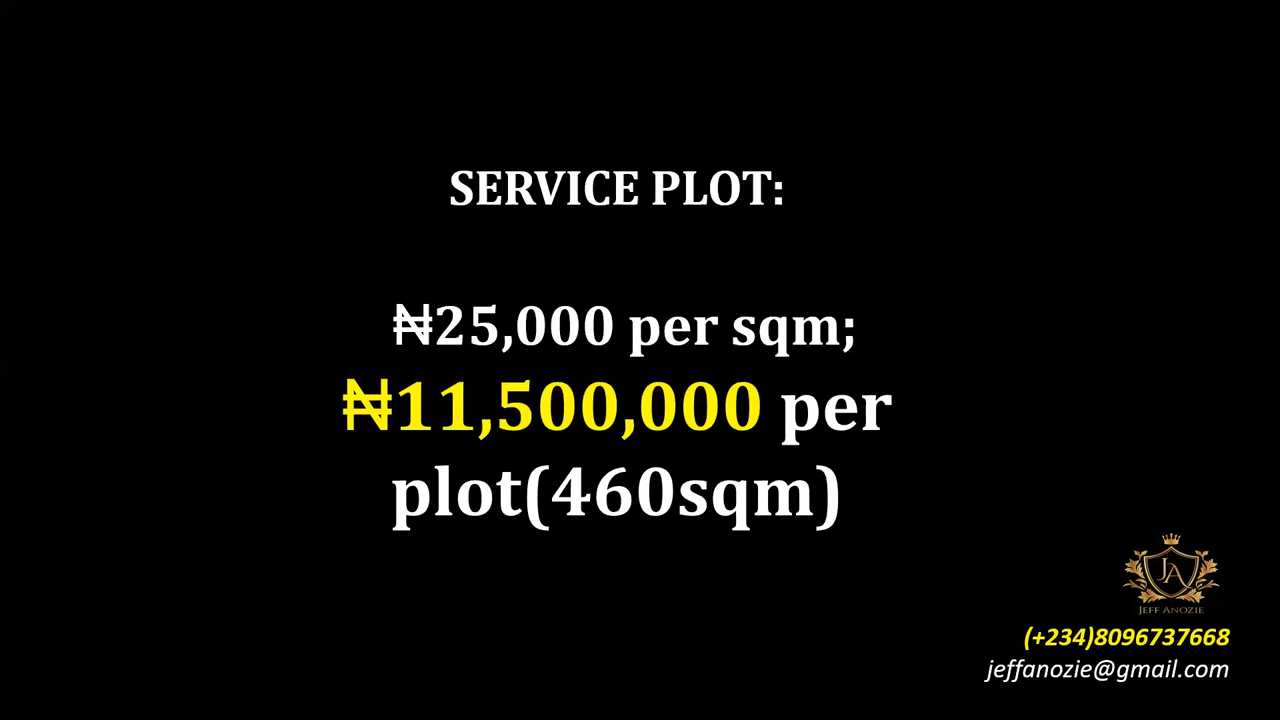 SERVICE PLOT:
₦25,000 per sqm;
₦11,500,000 per
plot(460sqm)
JA
JEFF ANOZIE
(+234)8096737668
jeffanozie@gmail.com